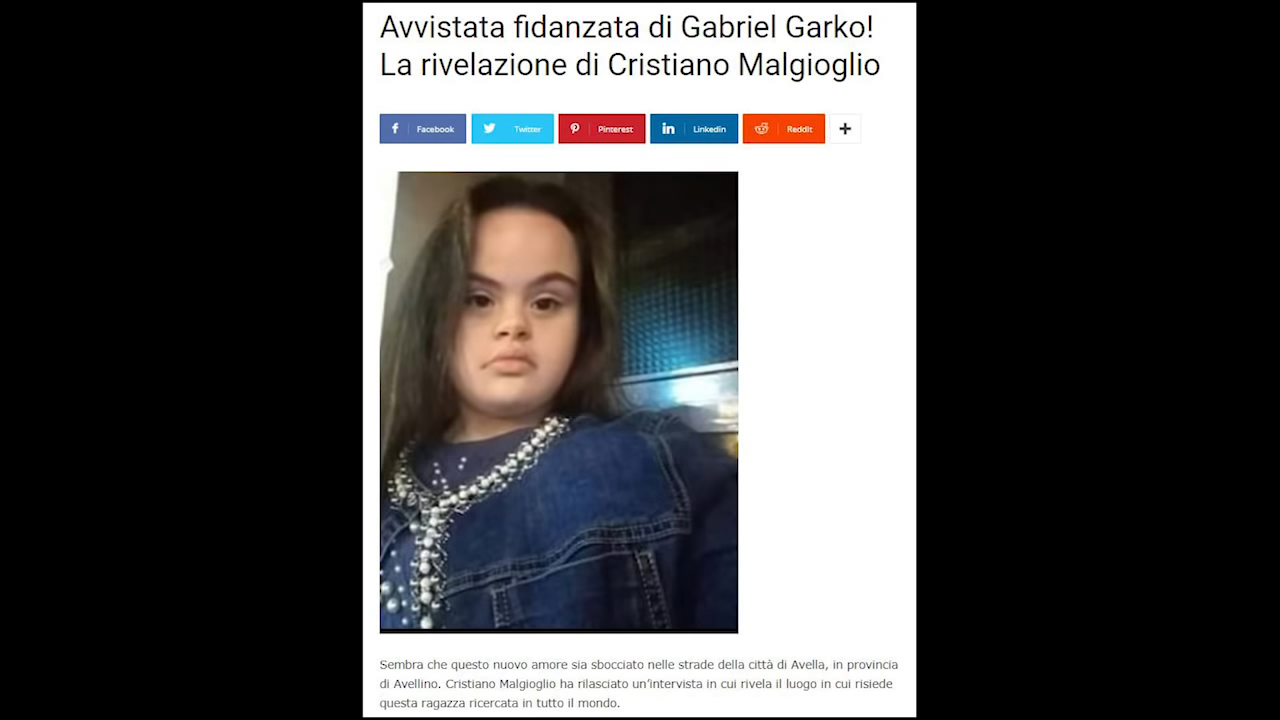 Avvistata fidanzata di Gabriel Garko!
La rivelazione di Cristiano Malgioglio
Facebook Twitter Pinterest Linkedin Reddit +
Sembra che questo nuovo amore sia sbocciato nelle strade della città di Avella, in provincia
di Avellino. Cristiano Malgioglio ha rilasciato un'intervista in cui rivela il luogo in cui risiede
questa ragazza ricercata in tutto il mondo.